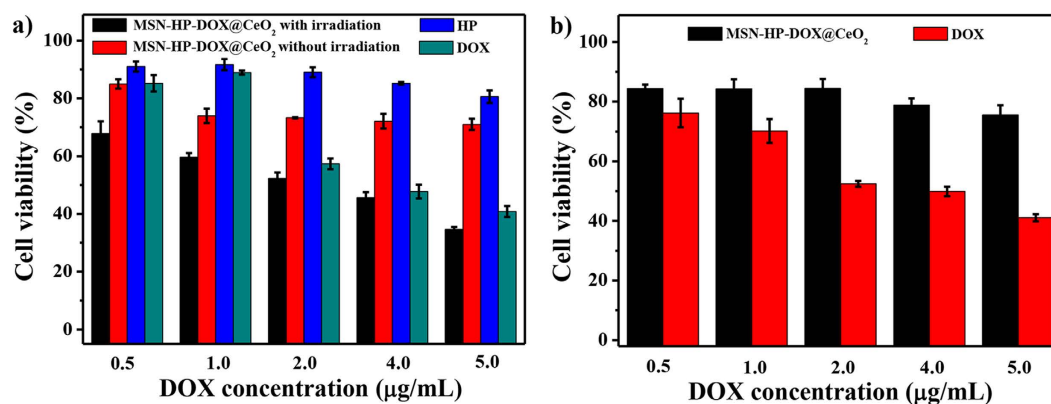 a)
MSN-HP-DOX@CeO₂ with irradiation
HP
MSN-HP-DOX@CeO₂ without irradiation
DOX
100
80
60
40
20
0
Cell viability (%)
0.5 1.0 2.0 4.0 5.0
DOX concentration (μg/mL)
b)
MSN-HP-DOX@CeO₂
DOX
100
80
60
40
20
0
Cell viability (%)
0.5 1.0 2.0 4.0 5.0
DOX concentration (μg/mL)